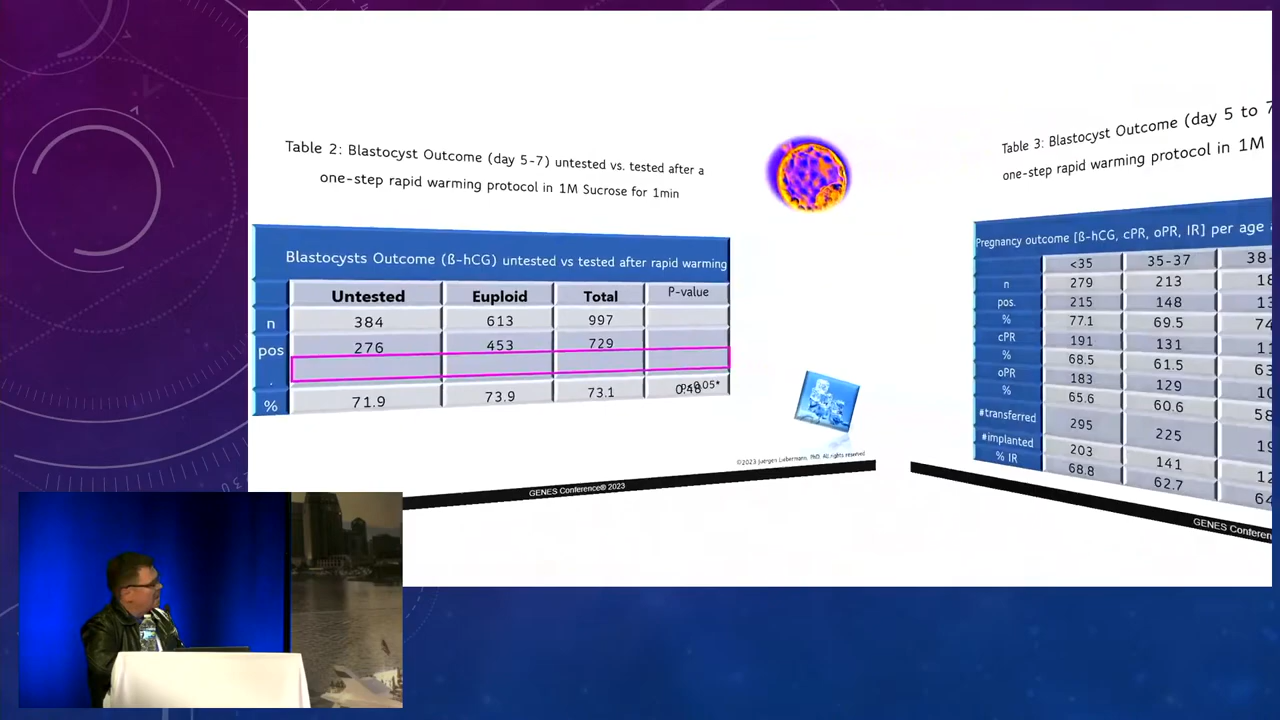 Table 2: Blastocyst Outcome (day 5-7) untested vs. tested after a
one-step rapid warming protocol in 1M Sucrose for 1min
Blastocysts Outcome (ß-hCG) untested vs tested after rapid warming
Untested Euploid Total P-value
n 384 613 997
pos 276 453 729
.
% 71.9 73.9 73.1
©2023 Juergen Liebermann, PhD. All rights reserved
GENES Conference® 2023
Table 3: Blastocyst Outcome (day 5 to 7
one-step rapid warming protocol in 1M
Pregnancy outcome [ß-hCG, cPR, oPR, IR] per age
<35 35-37 38-
n 279 213 18
pos. 215 148 13
% 77.1 69.5 74
cPR 191 131 11
% 68.5 61.5 63
oPR 183 129 10
% 65.6 60.6 58
#transferred 295 225 19
#implanted 203 141 12
% IR 68.8 62.7 64
GENES Conferen
30